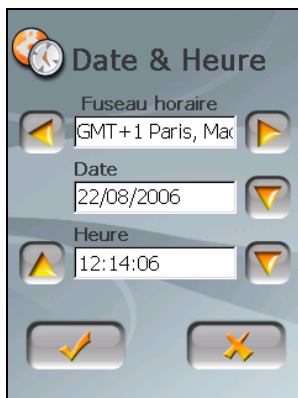 Date & Heure
Fuseau horaire
GMT+1 Paris, Mad
Date
22/08/2006
Heure
12:14:06